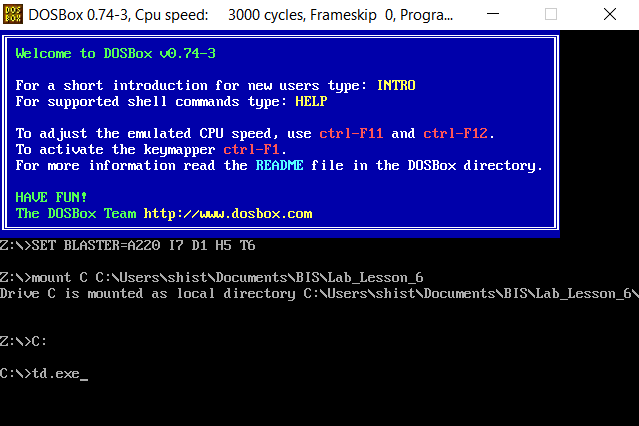 DOS
BOX
DOSBox 0.74-3, Cpu speed:    3000 cycles, Frameskip  0, Progra...
Welcome to DOSBox v0.74-3
For a short introduction for new users type: INTRO
For supported shell commands type: HELP
To adjust the emulated CPU speed, use ctrl-F11 and ctrl-F12.
To activate the keymapper ctrl-F1.
For more information read the README file in the DOSBox directory.
HAVE FUN!
The DOSBox Team http://www.dosbox.com
Z:\>SET BLASTER=A220 I7 D1 H5 T6
Z:\>mount C C:\Users\shist\Documents\BIS\Lab_Lesson_6
Drive C is mounted as local directory C:\Users\shist\Documents\BIS\Lab_Lesson_6\
Z:\>C:
C:\>td.exe_